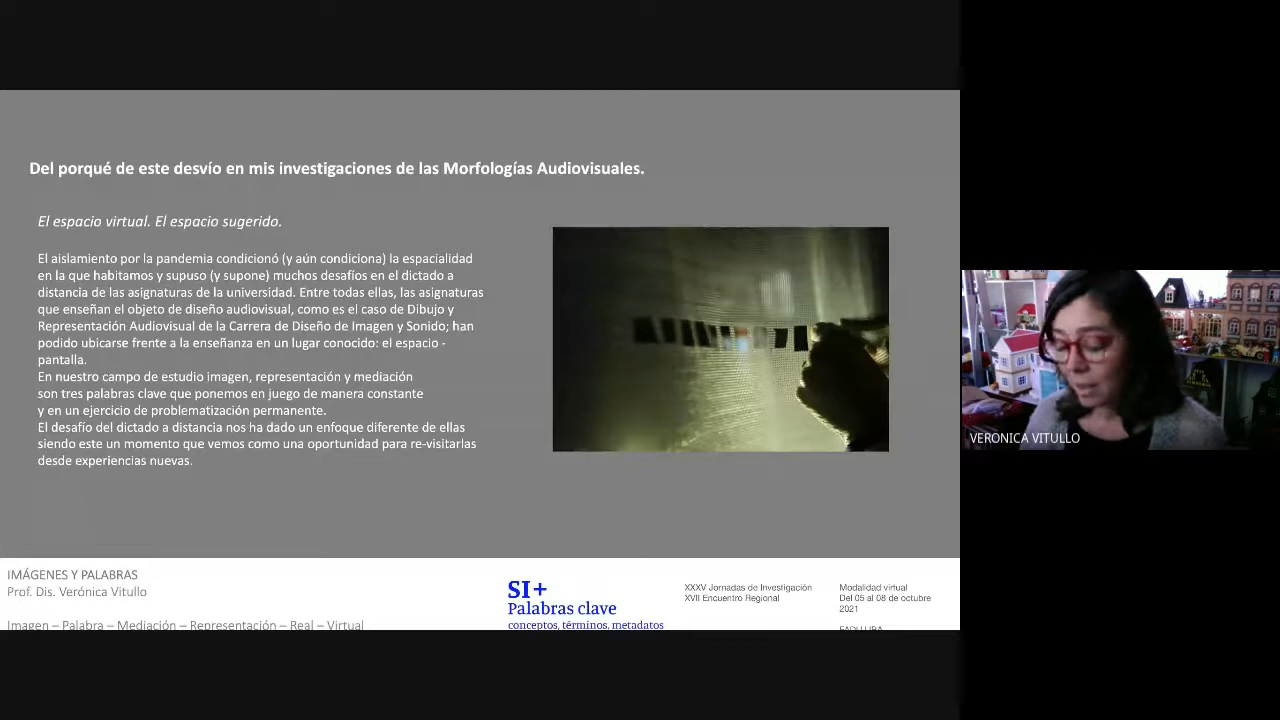 Del porqué de este desvío en mis investigaciones de las Morfologías Audiovisuales.
El espacio virtual. El espacio sugerido.
El aislamiento por la pandemia condicionó (y aún condiciona) la espacialidad
en la que habitamos y supuso (y supone) muchos desafíos en el dictado a
distancia de las asignaturas de la universidad. Entre todas ellas, las asignaturas
que enseñan el objeto de diseño audiovisual, como es el caso de Dibujo y
Representación Audiovisual de la Carrera de Diseño de Imagen y Sonido; han
podido ubicarse frente a la enseñanza en un lugar conocido: el espacio -
pantalla.
En nuestro campo de estudio imagen, representación y mediación
son tres palabras clave que ponemos en juego de manera constante
y en un ejercicio de problematización permanente.
El desafío del dictado a distancia nos ha dado un enfoque diferente de ellas
siendo este un momento que vemos como una oportunidad para re-visitarlas
desde experiencias nuevas.
VERONICA VITULLO
IMÁGENES Y PALABRAS
Prof. Dis. Verónica Vitullo
Imagen – Palabra – Mediación – Representación – Real – Virtual
SI+
Palabras clave
conceptos, términos, metadatos
XXXV Jornadas de Investigación
XVII Encuentro Regional
Modalidad virtual
Del 05 al 08 de octubre
2021